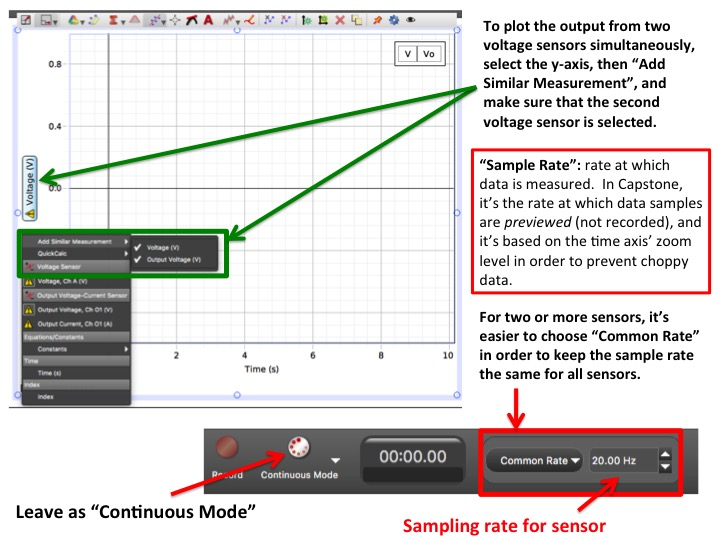 To plot the output from two
voltage sensors simultaneously,
select the y-axis, then “Add
Similar Measurement”, and
make sure that the second
voltage sensor is selected.
“Sample Rate”: rate at which
data is measured. In Capstone,
it’s the rate at which data samples
are previewed (not recorded), and
it’s based on the time axis’ zoom
level in order to prevent choppy
data.
For two or more sensors, it’s
easier to choose “Common Rate”
in order to keep the sample rate
the same for all sensors.
V Vo
0.8
0.4
0.0
Voltage (V)
Add Similar Measurement
QuickCalc
Voltage Sensor
Voltage, Ch A (V)
Output Voltage-Current Sensor
Output Voltage, Ch O1 (V)
Output Current, Ch O1 (A)
Equations/Constants
Constants
Time
Time (s)
Index
Index
Voltage (V)
Output Voltage (V)
2 4 6 8 10
Time (s)
Record
Continuous Mode
00:00.00
Common Rate
20.00 Hz
Leave as “Continuous Mode”
Sampling rate for sensor